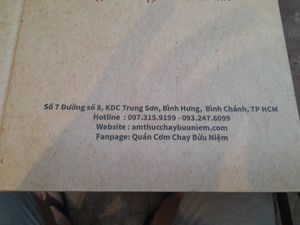 Số 7 Đường số 8, KDC Trung Sơn, Bình Hưng, Bình Chánh, TP HCM
Hotline : 097.315.9199 - 093.247.6099
Website : amthucchaybuuniem.com
Fanpage: Quán Cơm Chay Bửu Niệm